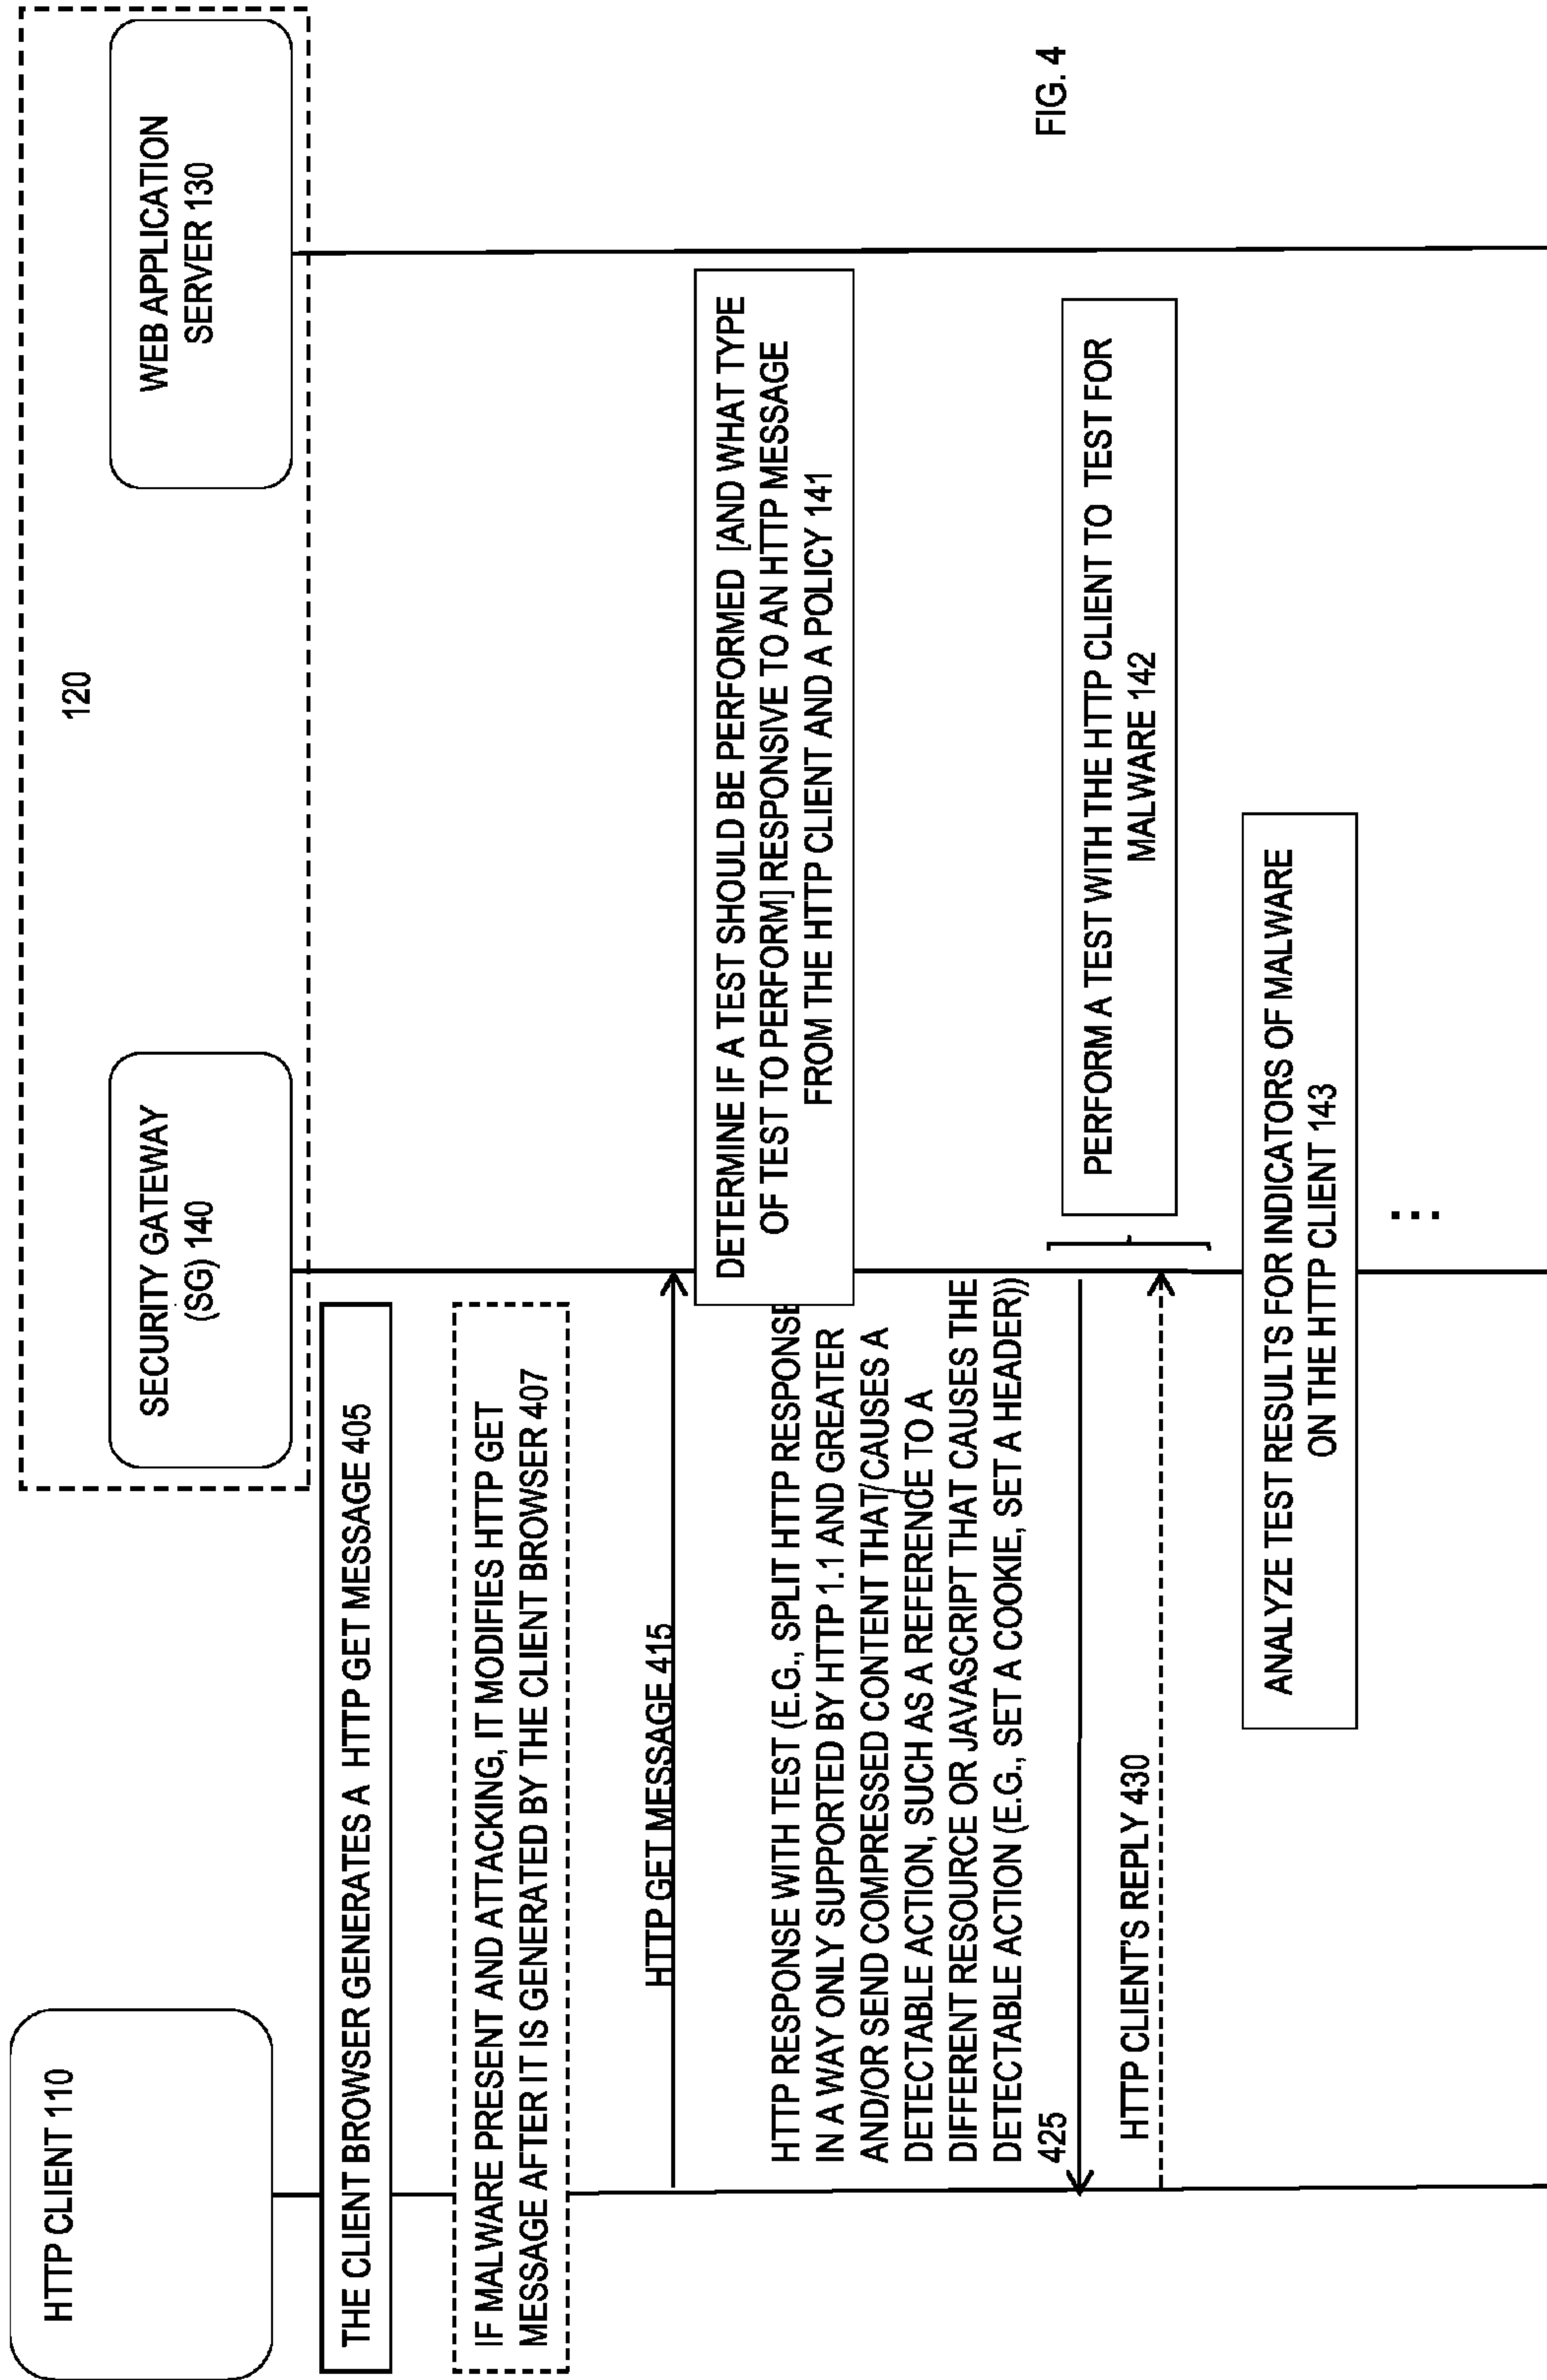 120
HTTP CLIENT 110
SECURITY GATEWAY
(SG) 140
WEB APPLICATION
SERVER 130
THE CLIENT BROWSER GENERATES A HTTP GET MESSAGE 405
IF MALWARE PRESENT AND ATTACKING, IT MODIFIES HTTP GET
MESSAGE AFTER IT IS GENERATED BY THE CLIENT BROWSER 407
HTTP GET MESSAGE 415
DETERMINE IF A TEST SHOULD BE PERFORMED [AND WHAT TYPE
OF TEST TO PERFORM] RESPONSIVE TO AN HTTP MESSAGE
FROM THE HTTP CLIENT AND A POLICY 141
HTTP RESPONSE WITH TEST (E.G., SPLIT HTTP RESPONSE
IN A WAY ONLY SUPPORTED BY HTTP 1.1 AND GREATER
AND/OR SEND COMPRESSED CONTENT THAT CAUSES A
DETECTABLE ACTION, SUCH AS A REFERENCE TO A
DIFFERENT RESOURCE OR JAVASCRIPT THAT CAUSES THE
DETECTABLE ACTION (E.G., SET A COOKIE, SET A HEADER))
425
PERFORM A TEST WITH THE HTTP CLIENT TO TEST FOR
MALWARE 142
HTTP CLIENT'S REPLY 430
ANALYZE TEST RESULTS FOR INDICATORS OF MALWARE
ON THE HTTP CLIENT 143
...
FIG. 4